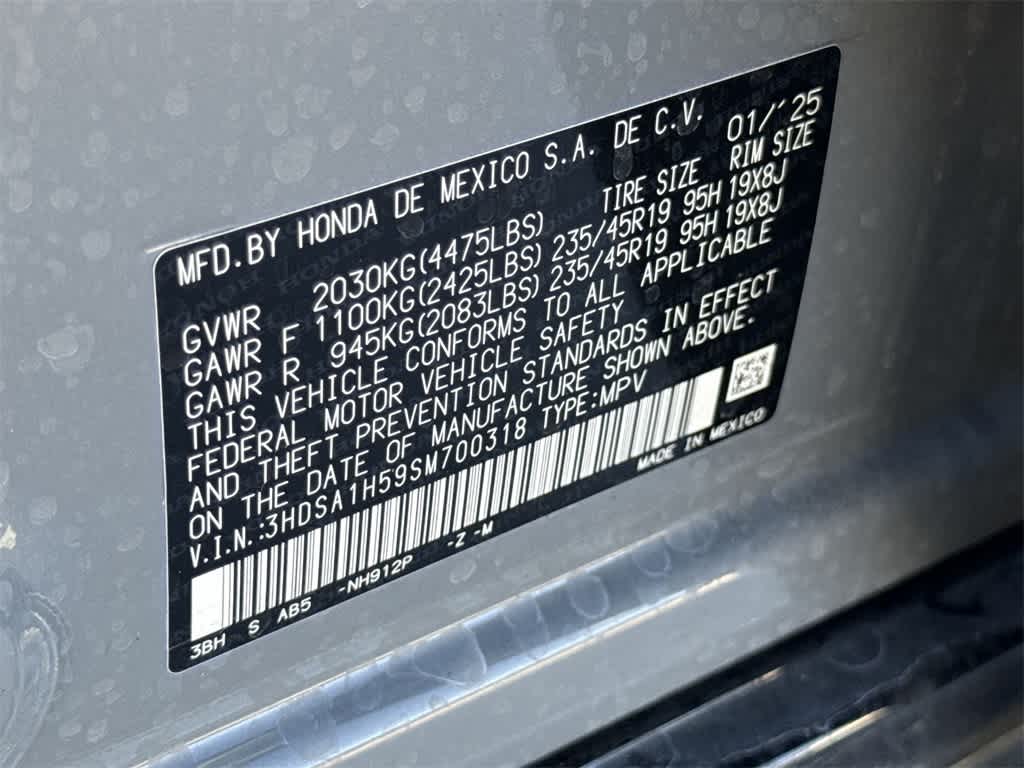 MFD.BY HONDA DE MEXICO S.A. DE C.V. 01/'25
TIRE SIZE RIM SIZE
GVWR 2030KG(4475LBS)
GAWR F 1100KG(2425LBS) 235/45R19 95H 19X8J
GAWR R 945KG(2083LBS) 235/45R19 95H 19X8J
THIS VEHICLE CONFORMS TO ALL APPLICABLE
FEDERAL MOTOR VEHICLE SAFETY
AND THEFT PREVENTION STANDARDS IN EFFECT
ON THE DATE OF MANUFACTURE SHOWN ABOVE.
V.I.N.:3HDSA1H59SM700318 TYPE:MPV
MADE IN MEXICO
3BH S AB5 -NH912P -Z -M